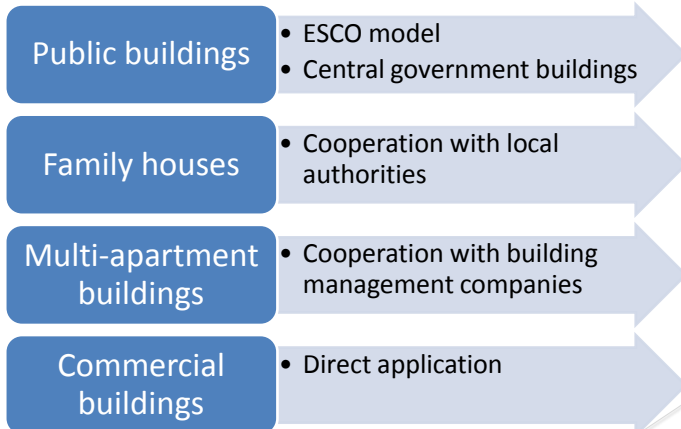 Public buildings
• ESCO model
• Central government buildings
Family houses
• Cooperation with local
authorities
Multi-apartment
buildings
• Cooperation with building
management companies
Commercial
buildings
• Direct application